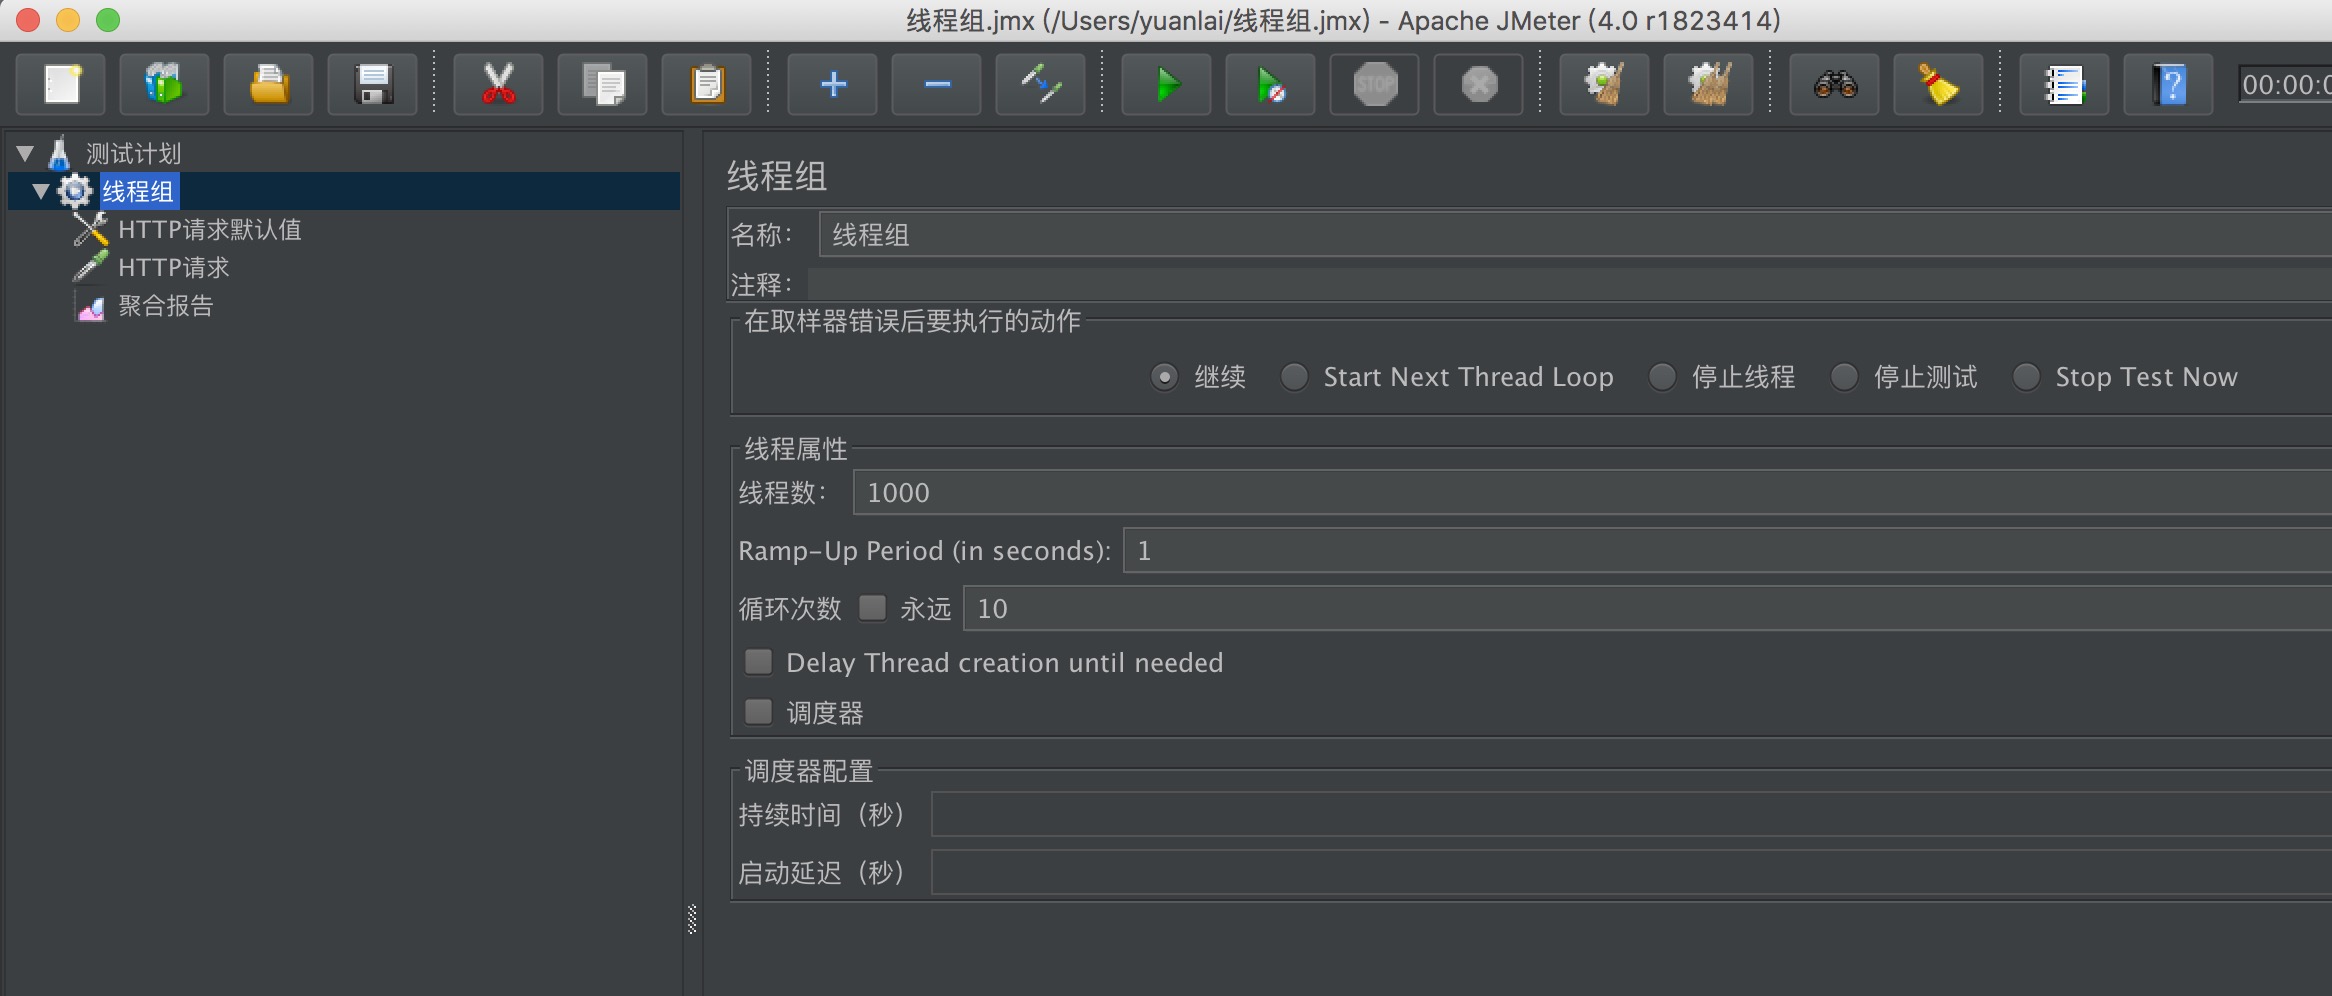 线程组.jmx (/Users/yuanlai/线程组.jmx) - Apache JMeter (4.0 r1823414)
STOP
00:00:0
测试计划
线程组
HTTP请求默认值
HTTP请求
聚合报告
线程组
名称： 线程组
注释：
在取样器错误后要执行的动作
继续 Start Next Thread Loop 停止线程 停止测试 Stop Test Now
线程属性
线程数： 1000
Ramp-Up Period (in seconds): 1
循环次数 永远 10
Delay Thread creation until needed
调度器
调度器配置
持续时间（秒）
启动延迟（秒）